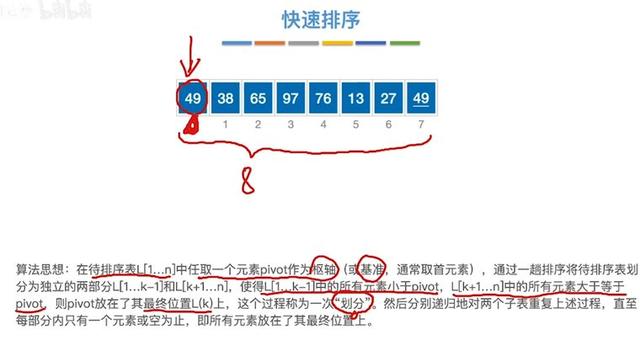 快速排序
49 38 65 97 76 13 27 49
1 2 3 4 5 6 7
8
算法思想：在待排序表L[1…n]中任取一个元素pivot作为枢轴（或基准，通常取首元素），通过一趟排序将待排序表划
分为独立的两部分L[1…k-1]和L[k+1…n]，使得L[1…k-1]中的所有元素小于pivot，L[k+1…n]中的所有元素大于等于
pivot，则pivot放在了其最终位置L(k)上，这个过程称为一次“划分”。然后分别递归地对两个子表重复上述过程，直至
每部分内只有一个元素或空为止，即所有元素放在了其最终位置上。